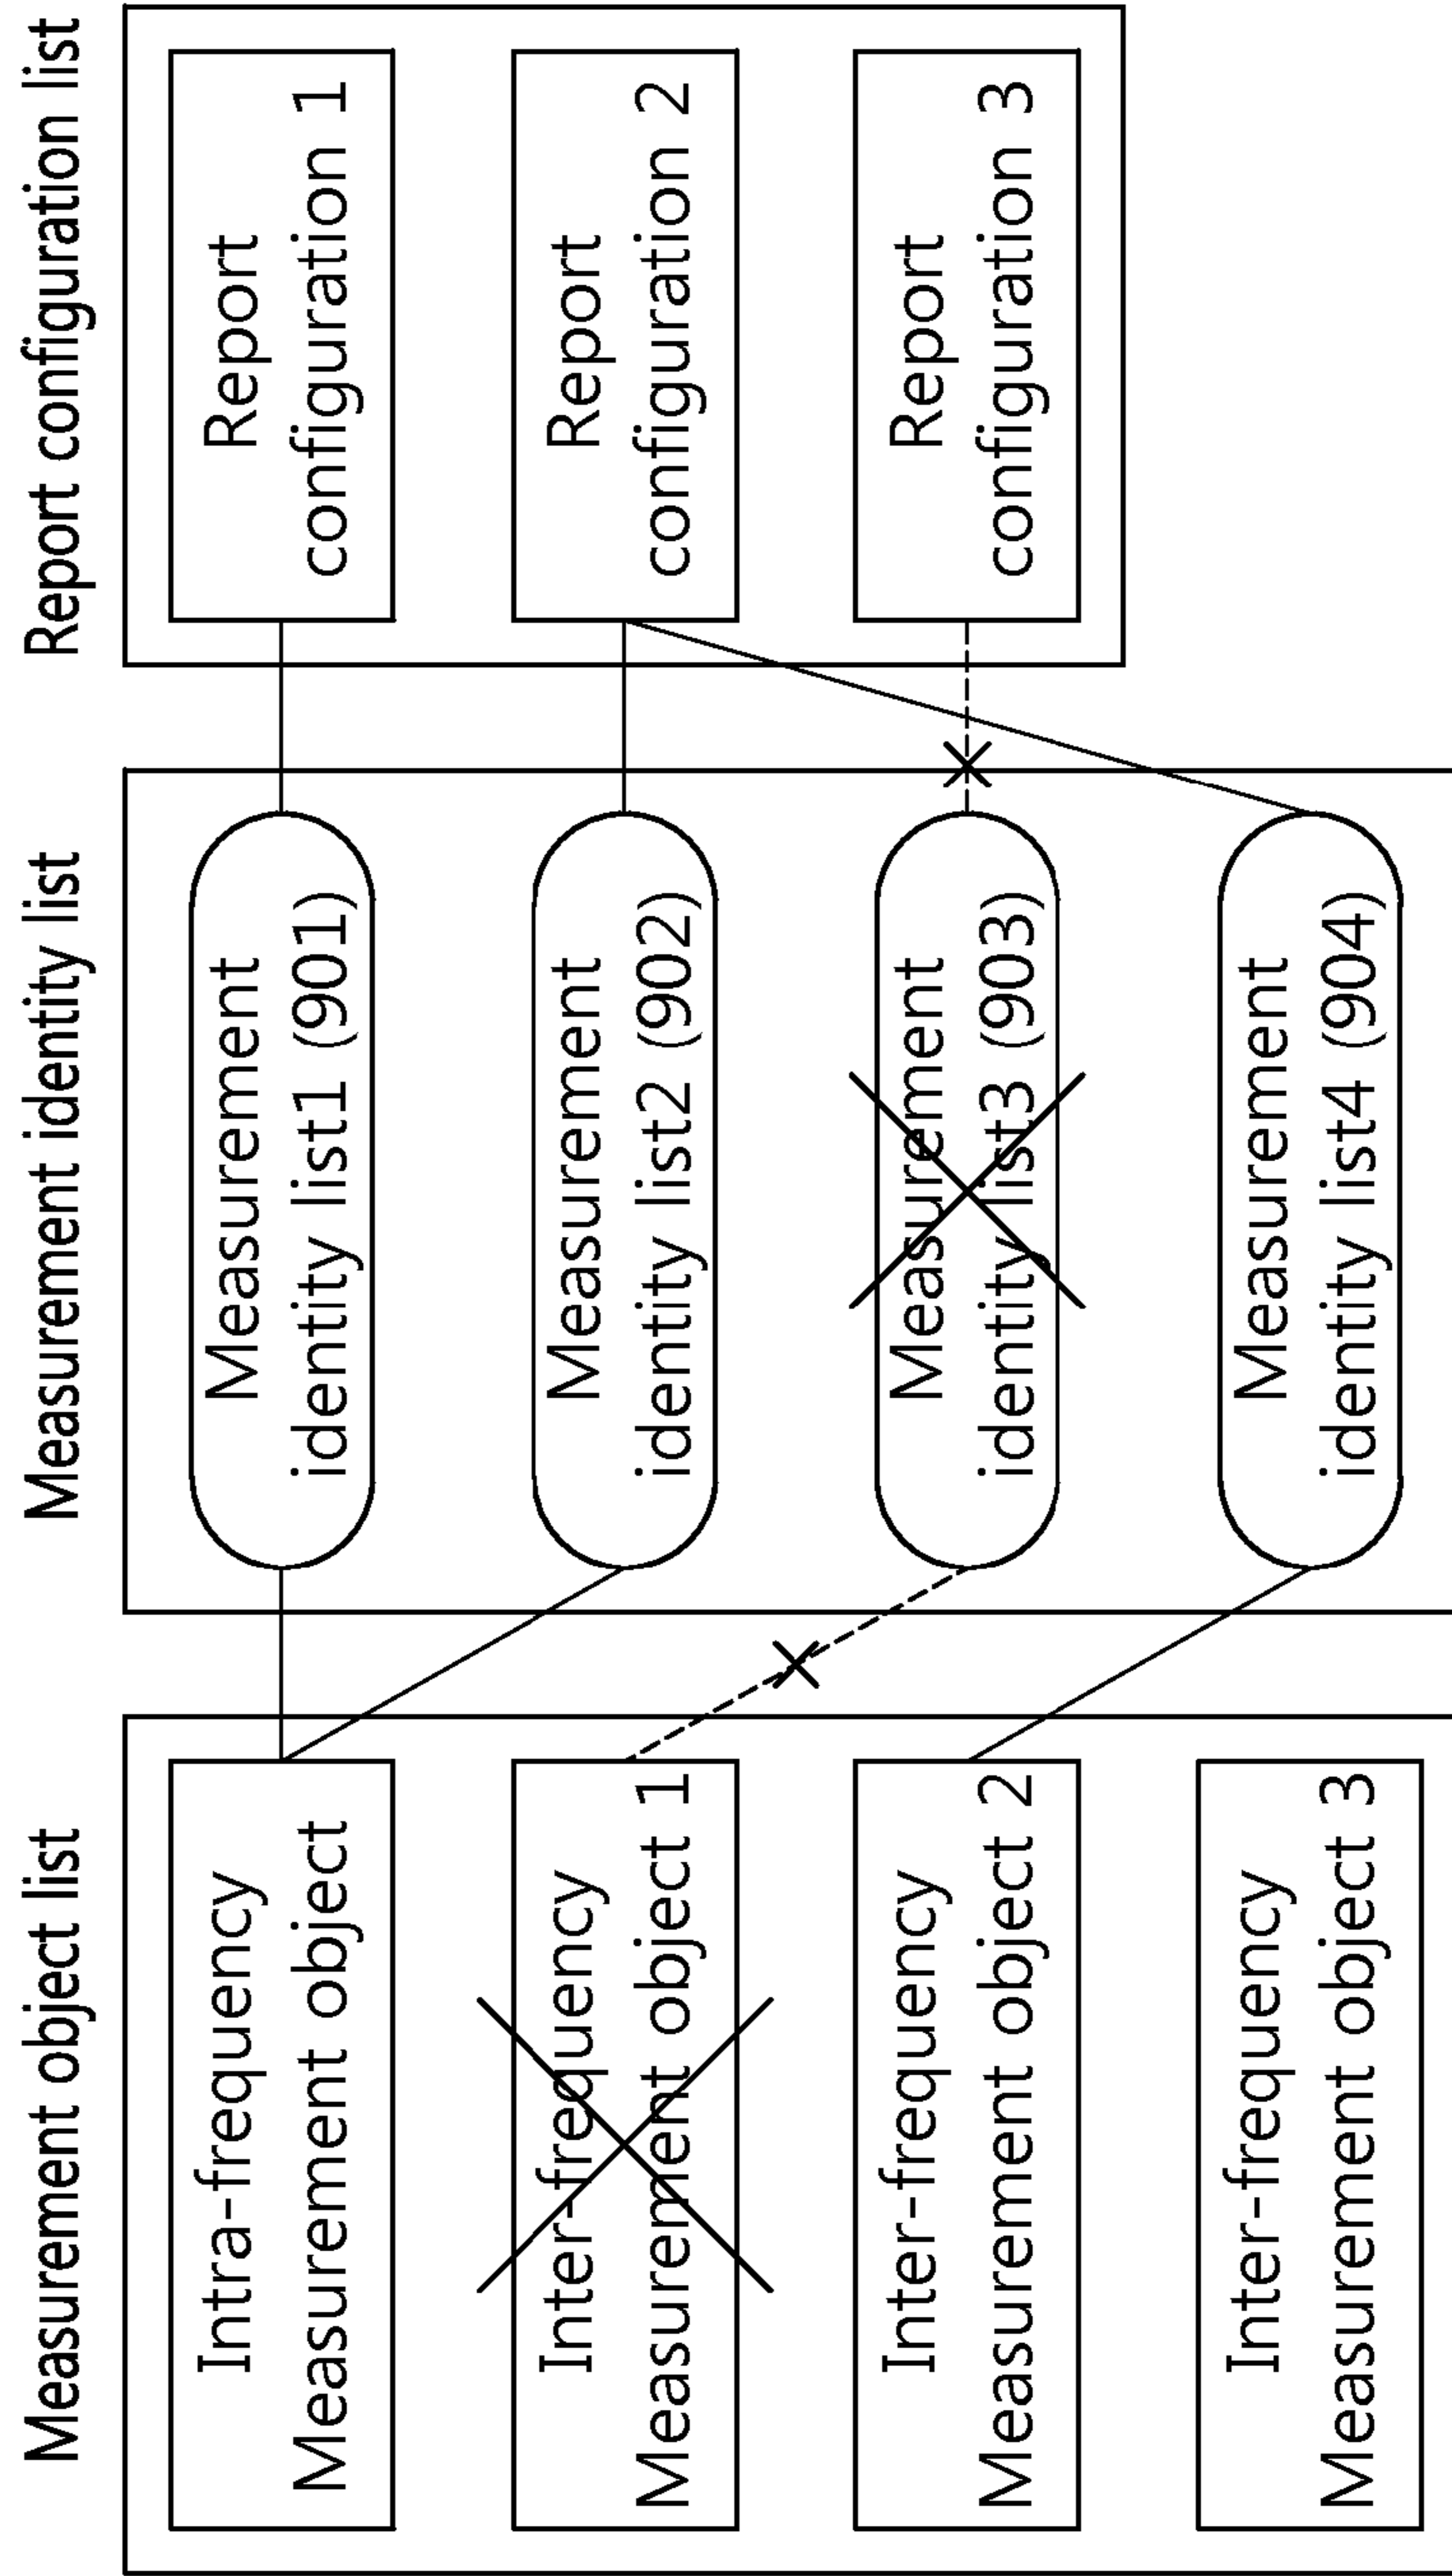 Measurement object list
Intra-frequency
Measurement object
Inter-frequency
Measurement object 1
Inter-frequency
Measurement object 2
Inter-frequency
Measurement object 3
Measurement identity list
Measurement
identity list1 (901)
Measurement
identity list2 (902)
Measurement
identity list3 (903)
Measurement
identity list4 (904)
Report configuration list
Report
configuration 1
Report
configuration 2
Report
configuration 3